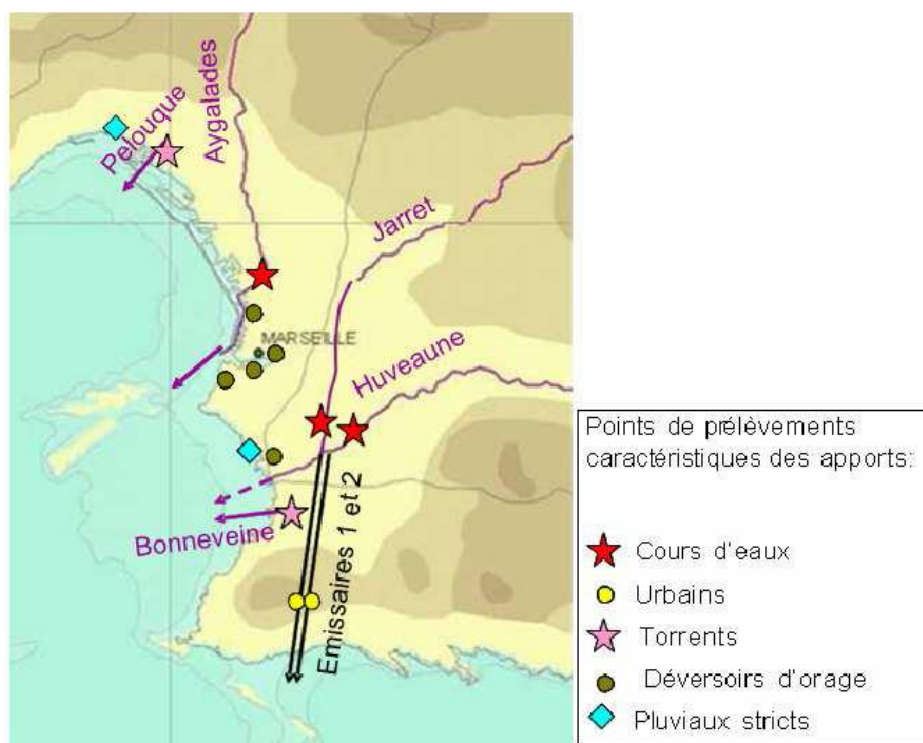 Aygalades
Pelouque
Jarret
MARSEILLE
Huveaune
Bonneveine
Emissaires 1 et 2
Points de prélèvements
caractéristiques des apports:
Cours d'eaux
Urbains
Torrents
Déversoirs d'orage
Pluviaux stricts